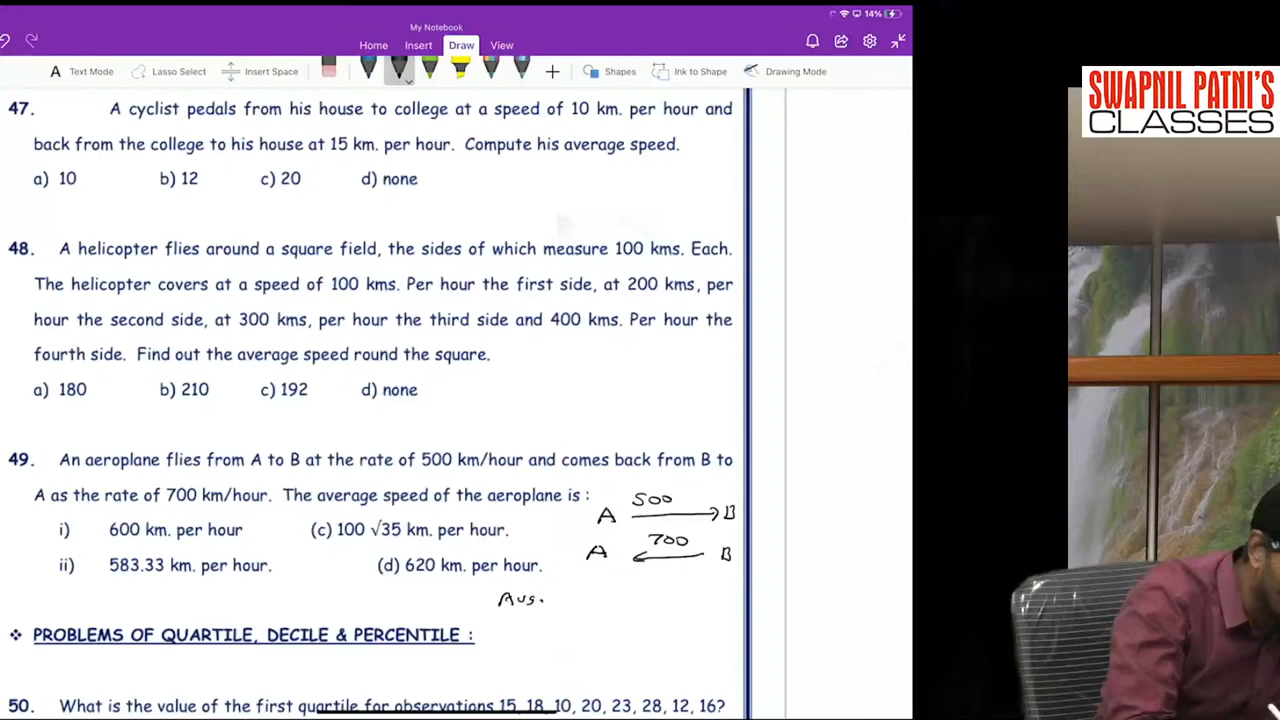 14%
My Notebook
Home Insert Draw View
Text Mode Lasso Select Insert Space Shapes Ink to Shape Drawing Mode
SWAPNIL PATNI'S
CLASSES
47. A cyclist pedals from his house to college at a speed of 10 km. per hour and
back from the college to his house at 15 km. per hour. Compute his average speed.
a) 10 b) 12 c) 20 d) none
48. A helicopter flies around a square field, the sides of which measure 100 kms. Each.
The helicopter covers at a speed of 100 kms. Per hour the first side, at 200 kms, per
hour the second side, at 300 kms, per hour the third side and 400 kms. Per hour the
fourth side. Find out the average speed round the square.
a) 180 b) 210 c) 192 d) none
49. An aeroplane flies from A to B at the rate of 500 km/hour and comes back from B to
A as the rate of 700 km/hour. The average speed of the aeroplane is :
i) 600 km. per hour (c) 100 √35 km. per hour.
ii) 583.33 km. per hour. (d) 620 km. per hour.
A 500 B
A 700 B
Avg.
❖ PROBLEMS OF QUARTILE, DECILE & PERCENTILE :
50. What is the value of the first quartile for observations 15, 18, 10, 20, 23, 28, 12, 16?